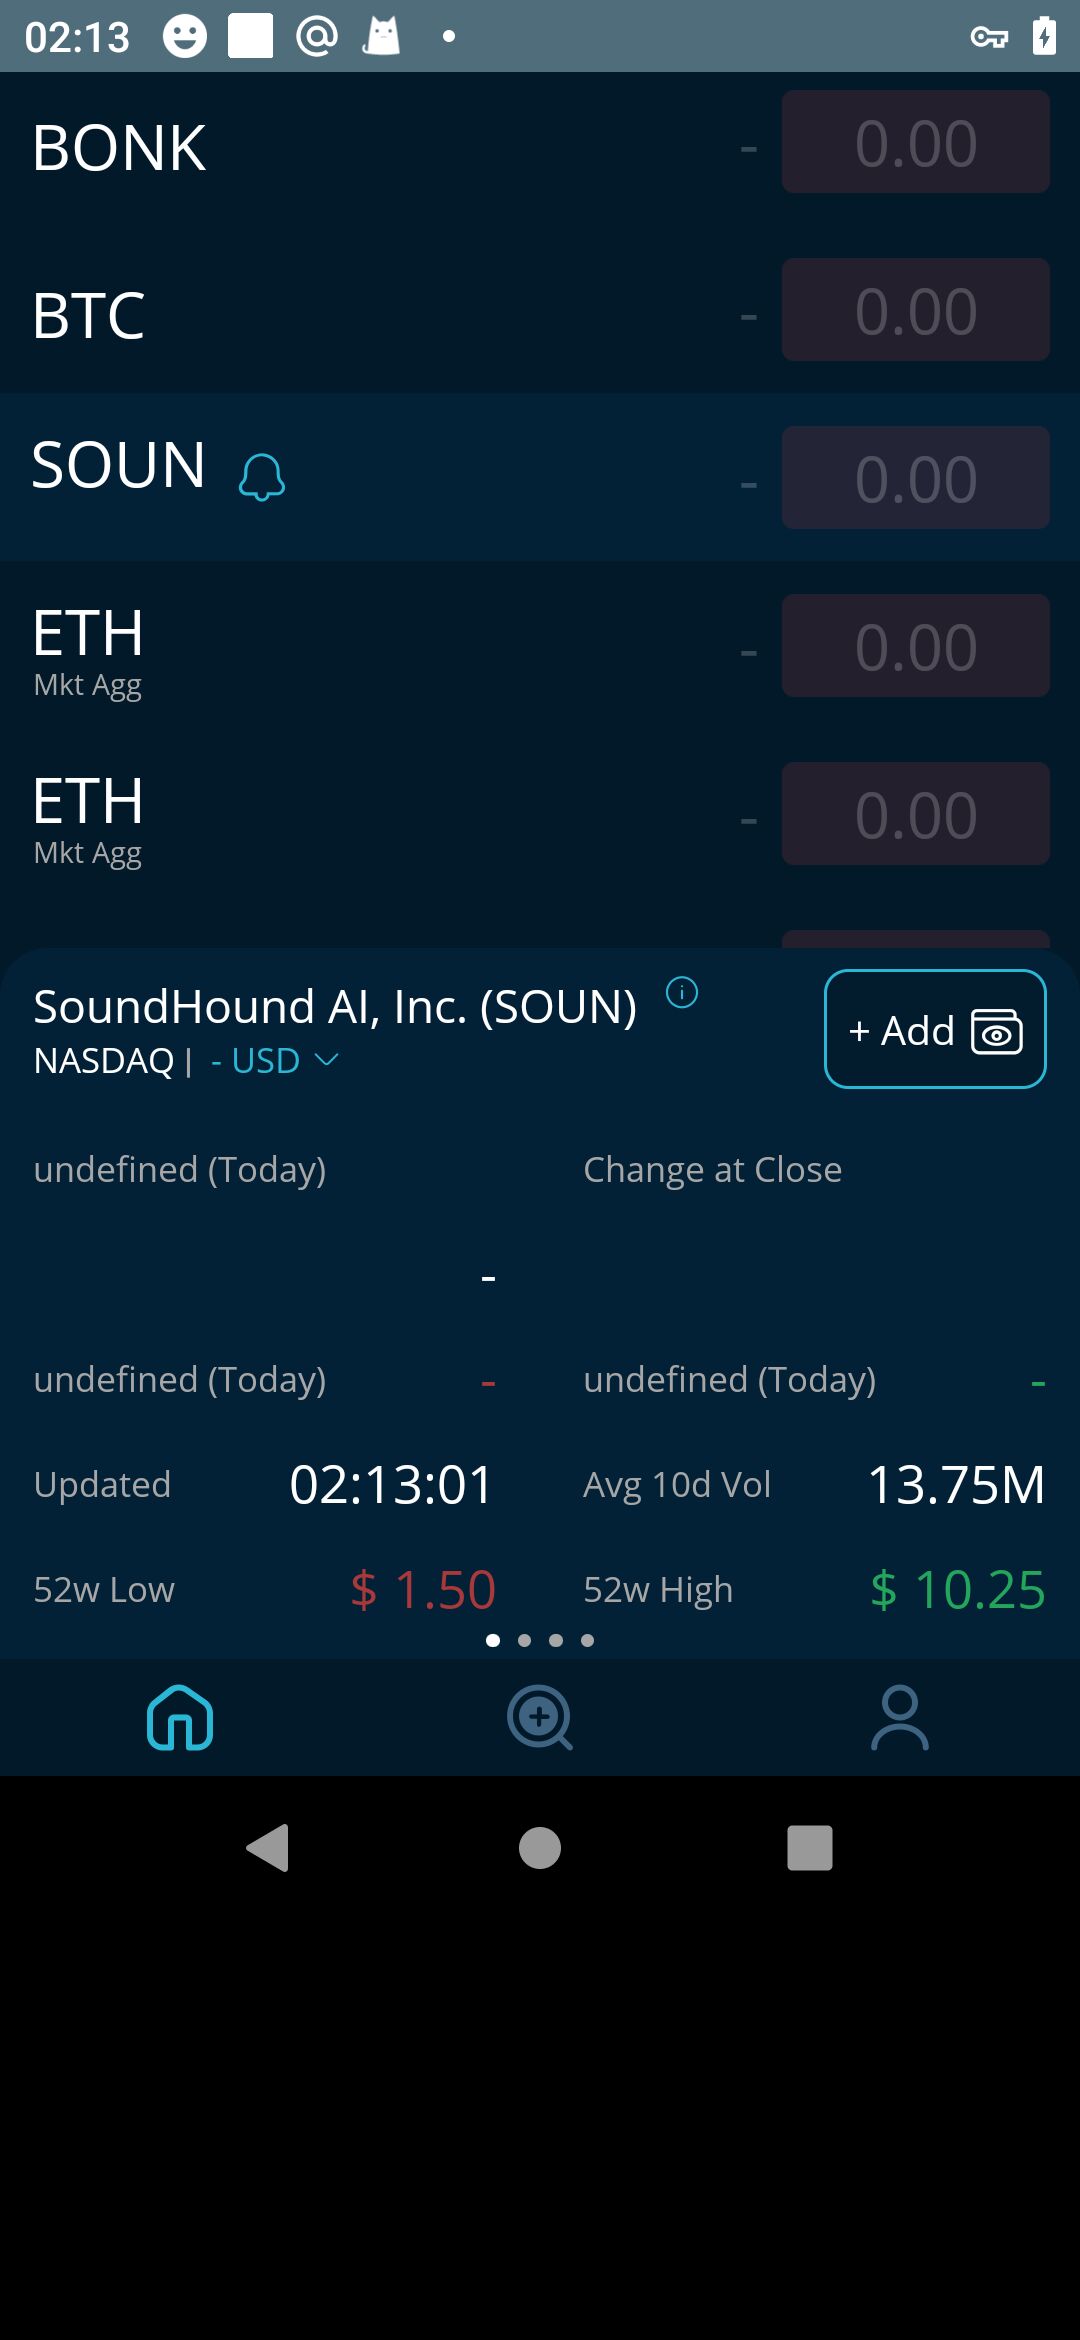 02:13
BONK - 0.00
BTC - 0.00
SOUN - 0.00
ETH - 0.00
Mkt Agg
ETH - 0.00
Mkt Agg
SoundHound AI, Inc. (SOUN)
+ Add
NASDAQ | - USD
undefined (Today) Change at Close
-
undefined (Today) - undefined (Today) -
Updated 02:13:01 Avg 10d Vol 13.75M
52w Low $ 1.50 52w High $ 10.25